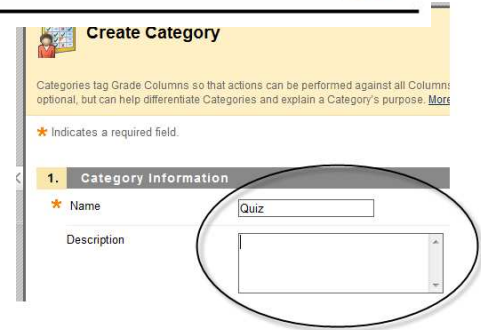 Create Category
Categories tag Grade Columns so that actions can be performed against all Columns
optional, but can help differentiate Categories and explain a Category's purpose. More
* Indicates a required field.
1. Category Information
* Name
Quiz
Description